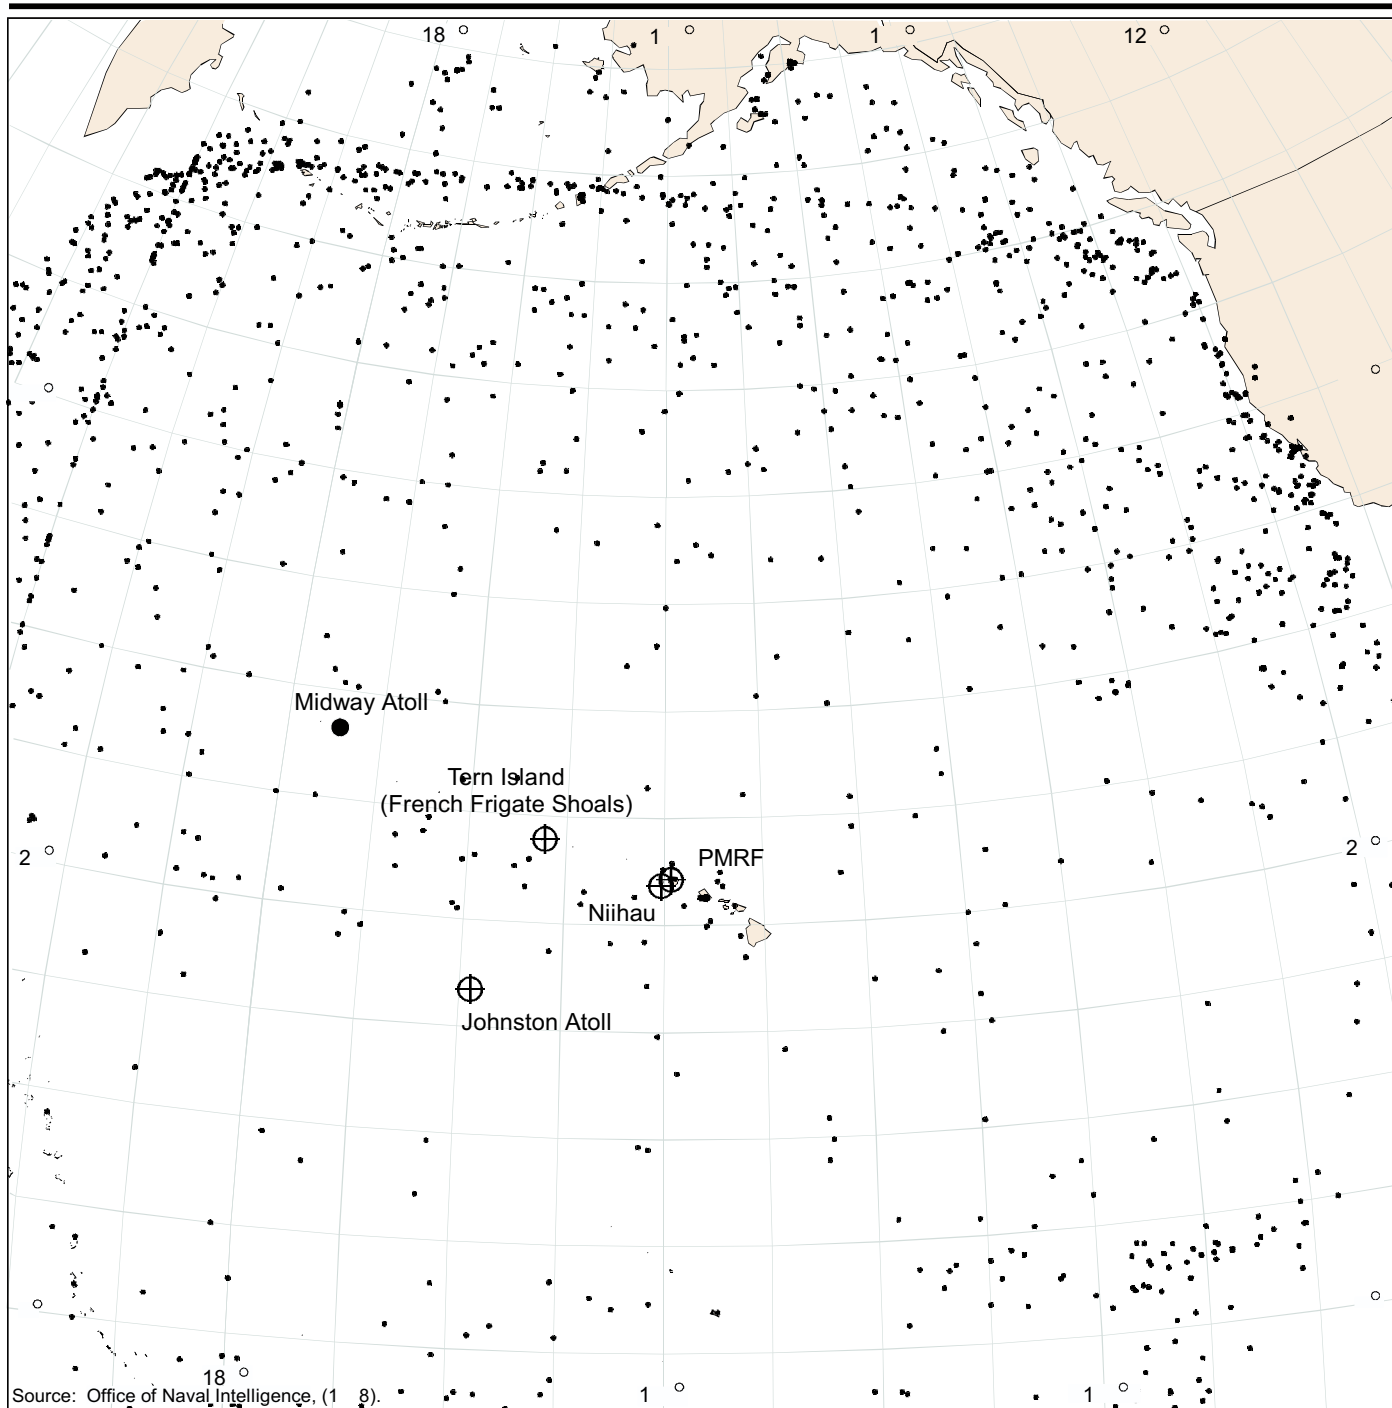 18° 1 ° 1 ° 12 °
Midway Atoll
Tern Island
(French Frigate Shoals)
PMRF
2 ° 2 °
Niihau
Johnston Atoll
18 °
Source: Office of Naval Intelligence, (1 8).
1 ° 1 °